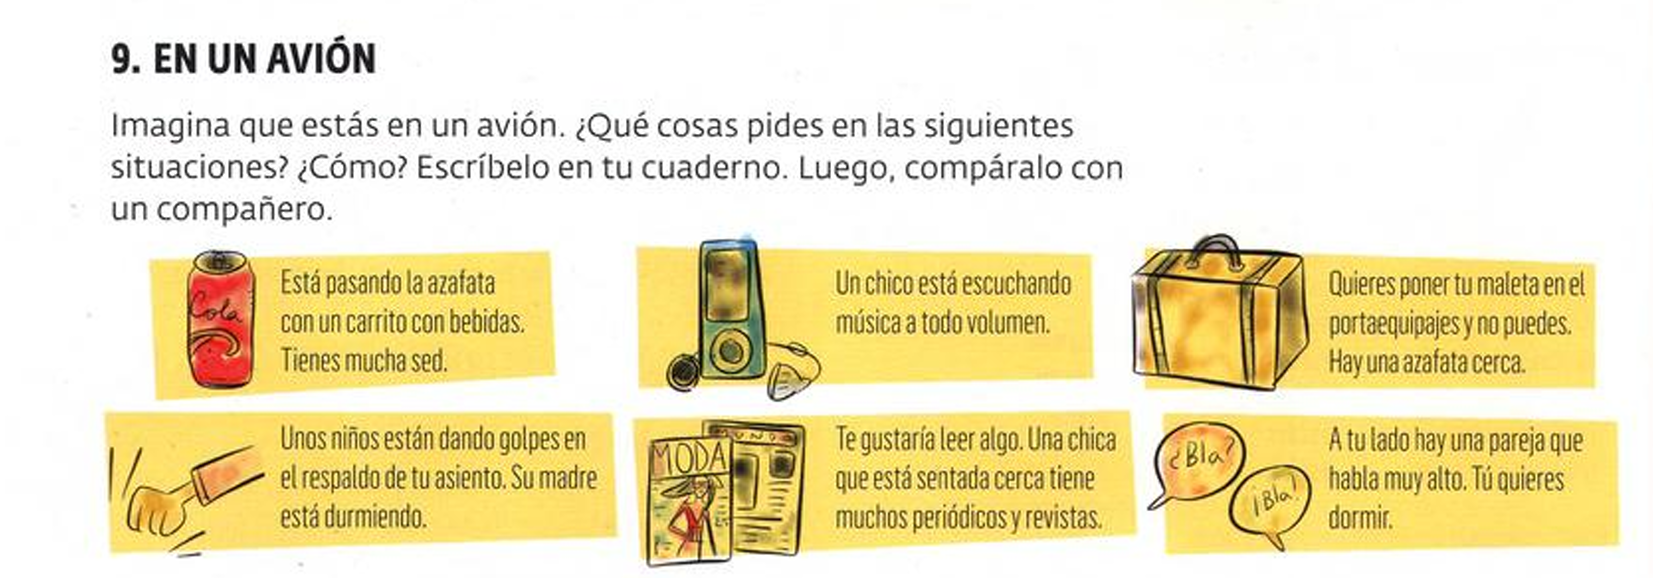 9. EN UN AVIÓN
Imagina que estás en un avión. ¿Qué cosas pides en las siguientes
situaciones? ¿Cómo? Escríbelo en tu cuaderno. Luego, compáralo con
un compañero.
Cola
Está pasando la azafata
con un carrito con bebidas.
Tienes mucha sed.
Un chico está escuchando
música a todo volumen.
Quieres poner tu maleta en el
portaequipajes y no puedes.
Hay una azafata cerca.
Unos niños están dando golpes en
el respaldo de tu asiento. Su madre
está durmiendo.
MUNDO
MODA
Te gustaría leer algo. Una chica
que está sentada cerca tiene
muchos periódicos y revistas.
¿Bla?
¡Bla!
A tu lado hay una pareja que
habla muy alto. Tú quieres
dormir.